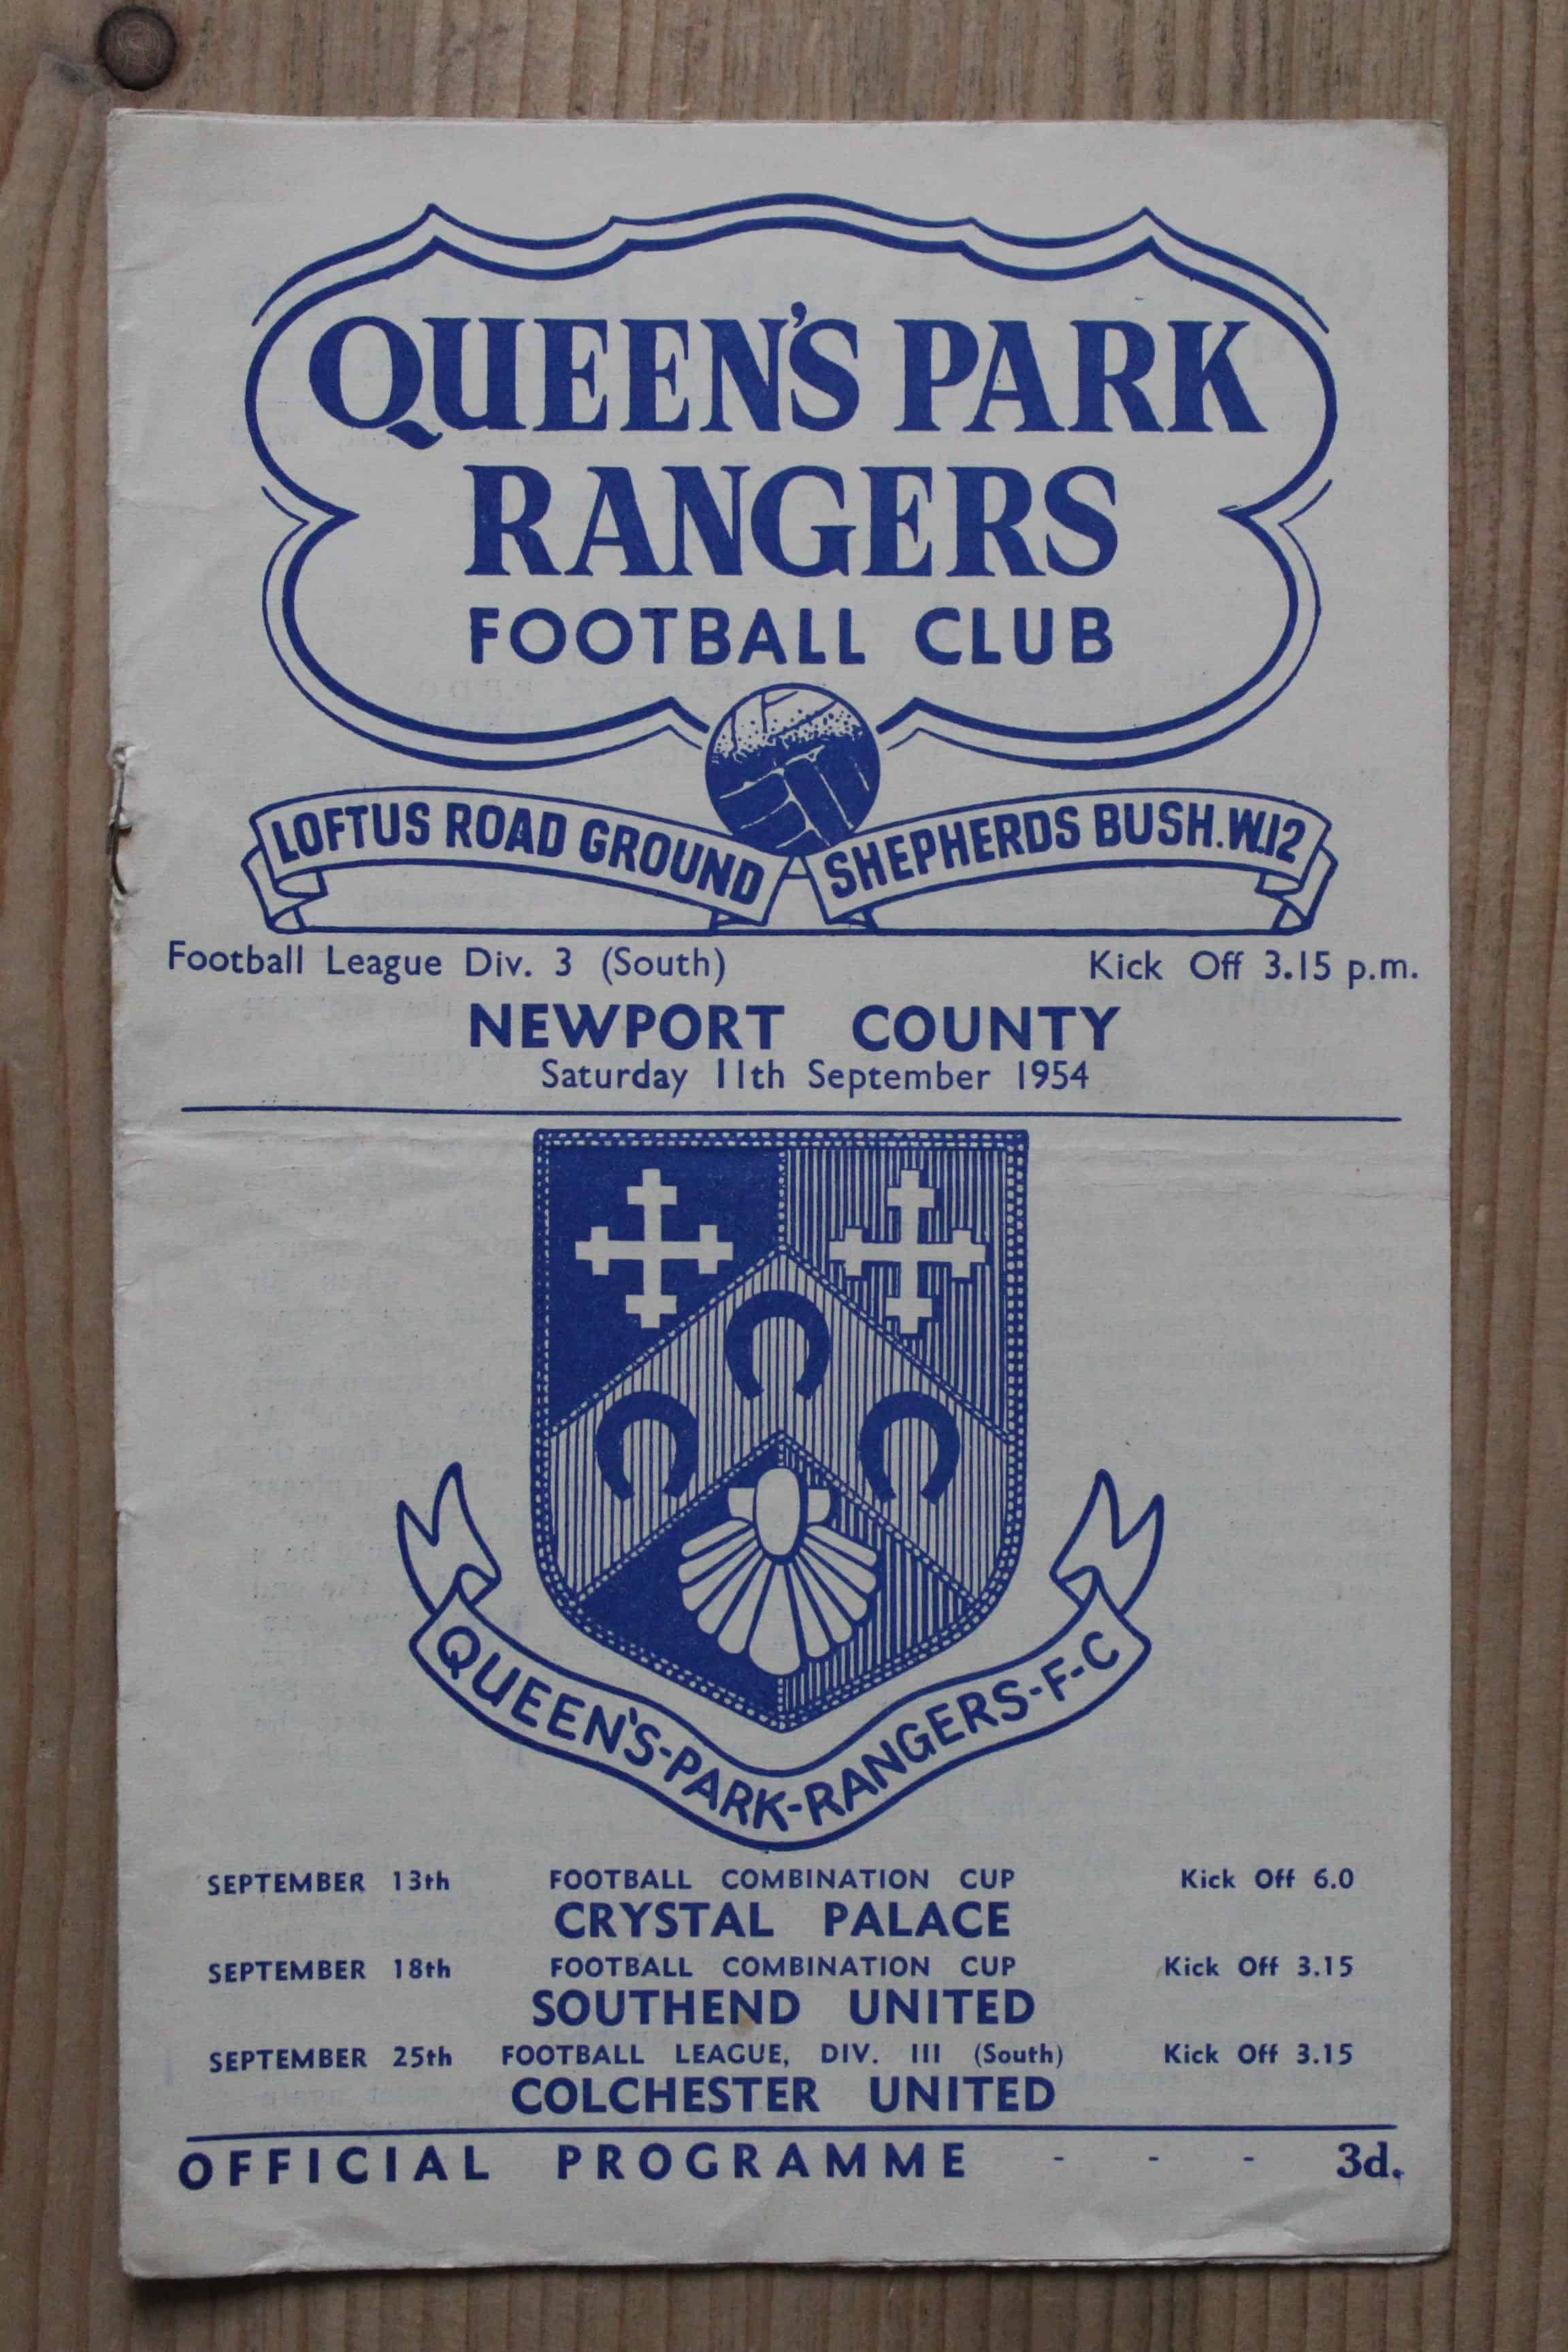 QUEEN'S PARK
RANGERS
FOOTBALL CLUB
LOFTUS ROAD GROUND SHEPHERDS BUSH. W.12
Football League Div. 3 (South) Kick Off 3.15 p.m.
NEWPORT COUNTY
Saturday 11th September 1954
QUEEN'S-PARK-RANGERS-F-C
SEPTEMBER 13th FOOTBALL COMBINATION CUP Kick Off 6.0
CRYSTAL PALACE
SEPTEMBER 18th FOOTBALL COMBINATION CUP Kick Off 3.15
SOUTHEND UNITED
SEPTEMBER 25th FOOTBALL LEAGUE, DIV. III (South) Kick Off 3.15
COLCHESTER UNITED
OFFICIAL PROGRAMME - - - 3d.